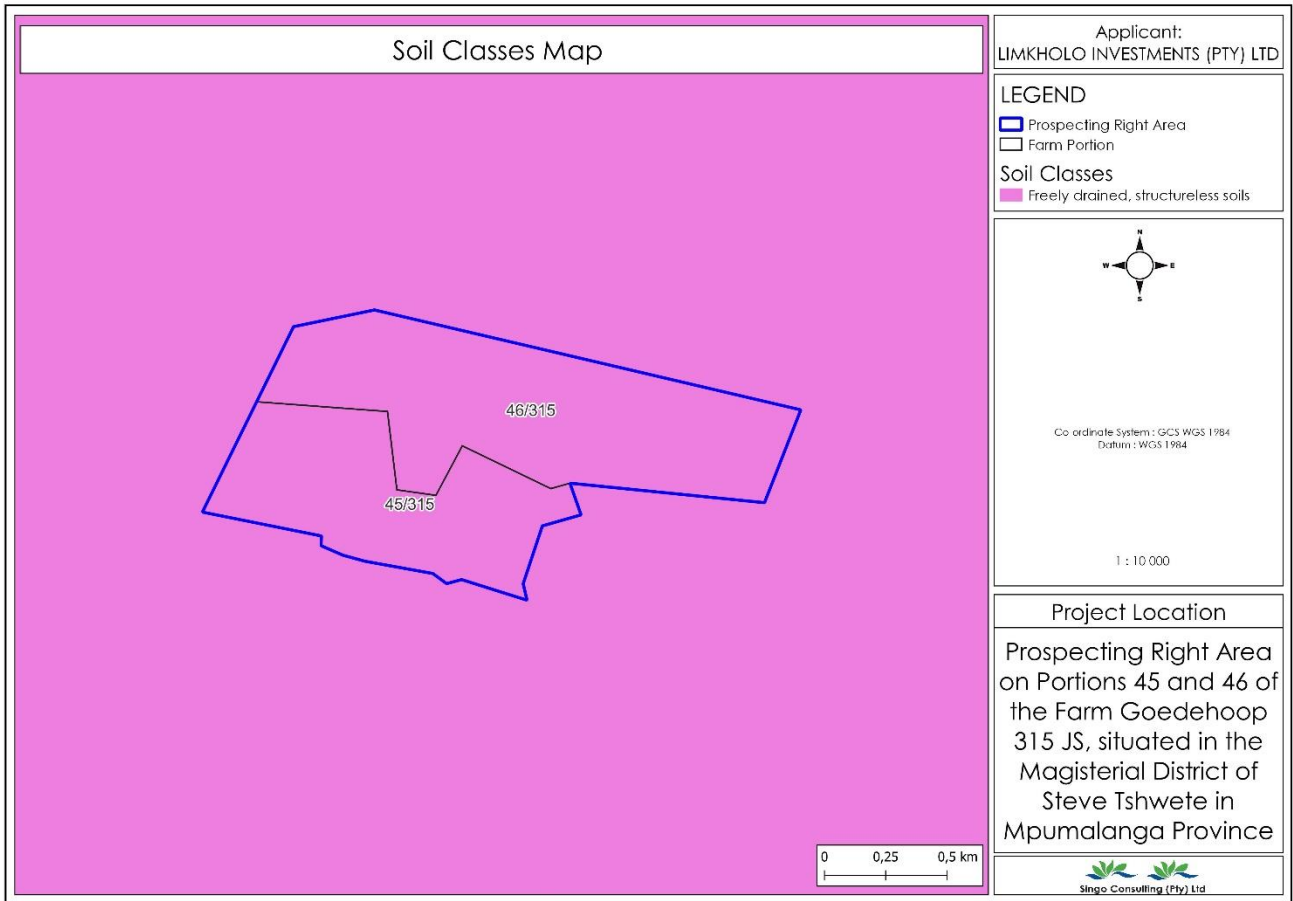 Soil Classes Map
46/315
45/315
0 0,25 0,5 km
Applicant:
LIMKHOLO INVESTMENTS (PTY) LTD
LEGEND
Prospecting Right Area
Farm Portion
Soil Classes
Freely drained, structureless soils
N
W E
S
Co ordinate System : GCS WGS 1984
Datum : WGS 1984
1 : 10 000
Project Location
Prospecting Right Area
on Portions 45 and 46 of
the Farm Goedehoop
315 JS, situated in the
Magisterial District of
Steve Tshwete in
Mpumalanga Province
Singo Consulting (Pty) Ltd